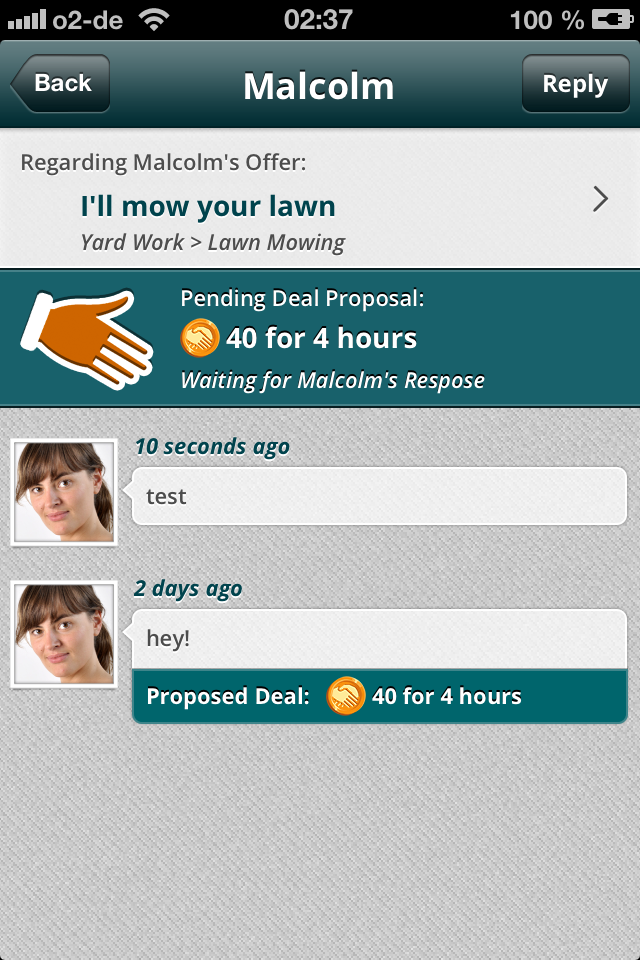 o2-de 02:37 100 %
Back Malcolm Reply
Regarding Malcolm's Offer:
I'll mow your lawn
Yard Work > Lawn Mowing
Pending Deal Proposal:
40 for 4 hours
Waiting for Malcolm's Respose
10 seconds ago
test
2 days ago
hey!
Proposed Deal: 40 for 4 hours